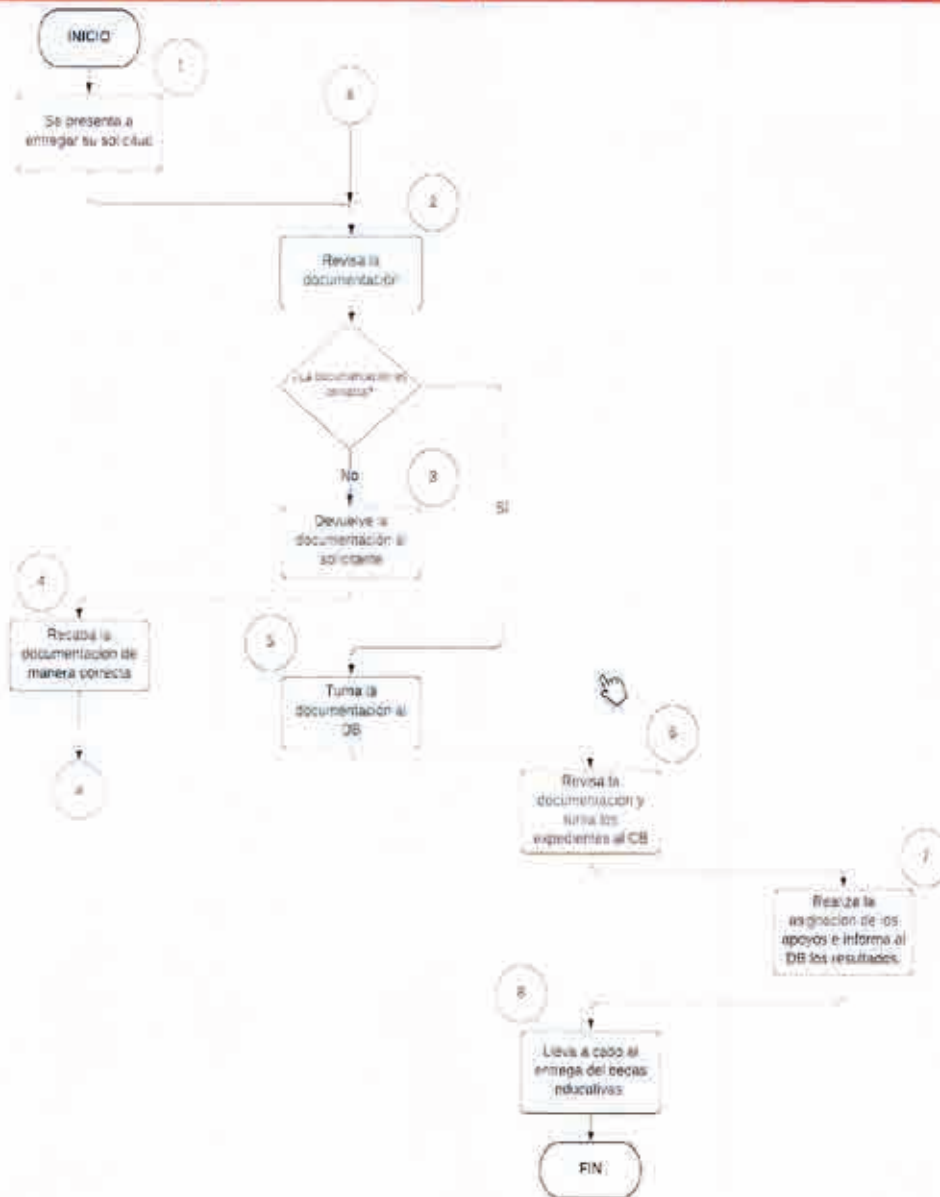 INICIO
1
Se presenta a
entregar su solicitud
2
Revisa la
documentación
¿La documentación es
No
3
Sí
Devuelve la
documentación al
solicitante
4
Recaba la
documentación de
manera correcta
5
Turna la
documentación al
DB
6
Revisa la
documentación y
turna los
expedientes al CB
7
Realiza la
asignación de los
apoyos e informa al
DB los resultados.
8
Lleva a cabo al
entrega del becas
educativas
FIN